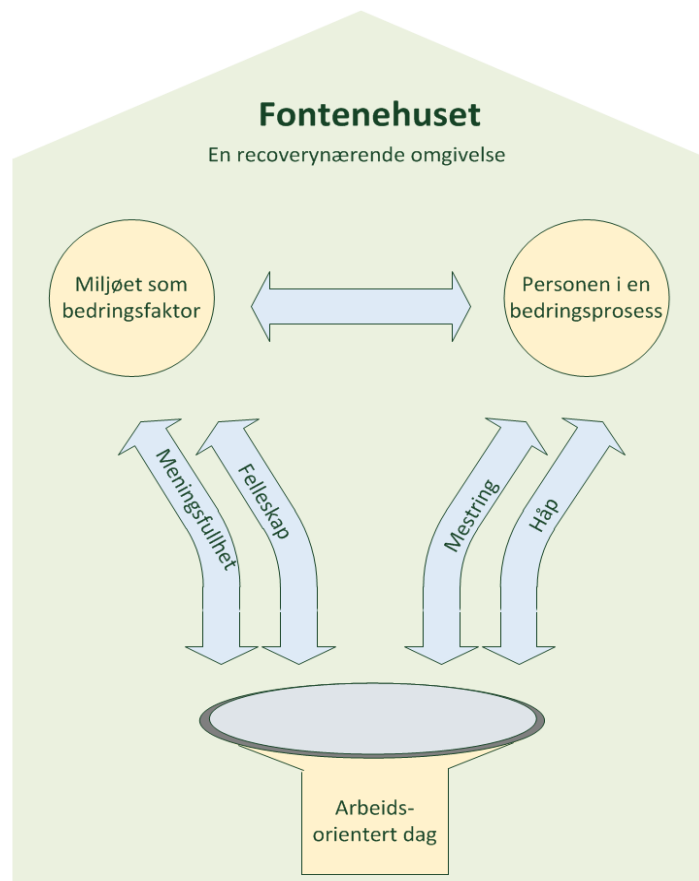 Fontenehuset
En recoverynærende omgivelse
Miljøet som
bedringsfaktor
Personen i en
bedringsprosess
Meningsfullhet
Felleskap
Mestring
Håp
Arbeids-
orientert dag